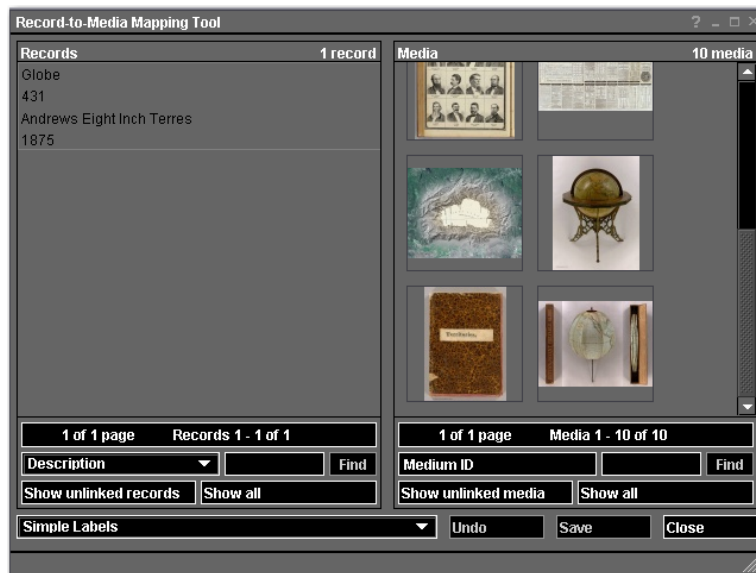 Record-to-Media Mapping Tool
Records 1 record
Globe
431
Andrews Eight Inch Terres
1875
1 of 1 page Records 1 - 1 of 1
Description Find
Show unlinked records Show all
Media 10 media
1 of 1 page Media 1 - 10 of 10
Medium ID Find
Show unlinked media Show all
Simple Labels Undo Save Close